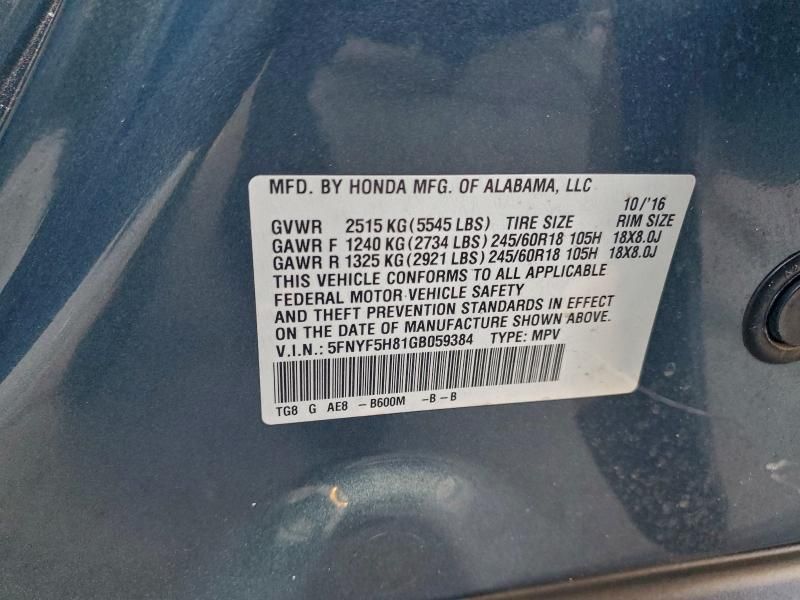 MFD. BY HONDA MFG. OF ALABAMA, LLC
10/'16
GVWR 2515 KG (5545 LBS) TIRE SIZE RIM SIZE
GAWR F 1240 KG (2734 LBS) 245/60R18 105H 18X8.0J
GAWR R 1325 KG (2921 LBS) 245/60R18 105H 18X8.0J
THIS VEHICLE CONFORMS TO ALL APPLICABLE
FEDERAL MOTOR VEHICLE SAFETY
AND THEFT PREVENTION STANDARDS IN EFFECT
ON THE DATE OF MANUFACTURE SHOWN ABOVE.
V.I.N.: 5FNYF5H81GB059384 TYPE: MPV
TG8 G AE8 -B600M -B-B